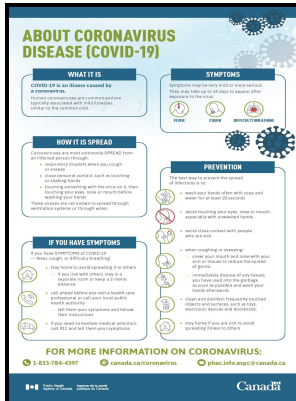 ABOUT CORONAVIRUS
DISEASE (COVID-19)
WHAT IT IS
COVID-19 is an illness caused by
a coronavirus.
Human coronaviruses are common and are
typically associated with mild illnesses,
similar to the common cold.
SYMPTOMS
Symptoms may be very mild or more serious.
They may take up to 14 days to appear after
exposure to the virus.
FEVER
COUGH
DIFFICULTY BREATHING
HOW IT IS SPREAD
Coronaviruses are most commonly SPREAD from
an infected person through:
respiratory droplets when you cough
or sneeze
close personal contact, such as touching
or shaking hands
touching something with the virus on it, then
touching your eyes, nose or mouth before
washing your hands
These viruses are not known to spread through
ventilation systems or through water.
PREVENTION
The best way to prevent the spread
of infections is to:
wash your hands often with soap and
water for at least 20 seconds
avoid touching your eyes, nose or mouth,
especially with unwashed hands
avoid close contact with people
who are sick
when coughing or sneezing:
- cover your mouth and nose with your
arm or tissues to reduce the spread
of germs
- immediately dispose of any tissues
you have used into the garbage
as soon as possible and wash your
hands afterwards
clean and disinfect frequently touched
objects and surfaces, such as toys,
electronic devices and doorknobs.
stay home if you are sick to avoid
spreading illness to others
IF YOU HAVE SYMPTOMS
If you have SYMPTOMS of COVID-19
— fever, cough, or difficulty breathing:
stay home to avoid spreading it to others
- if you live with others, stay in a
separate room or keep a 2-metre
distance
call ahead before you visit a health care
professional or call your local public
health authority
- tell them your symptoms and follow
their instructions
if you need immediate medical attention,
call 911 and tell them your symptoms.
FOR MORE INFORMATION ON CORONAVIRUS:
1-833-784-4397
canada.ca/coronavirus
phac.info.aspc@canada.ca
Public Health
Agency of Canada
Agence de la santé
publique du Canada
Canada